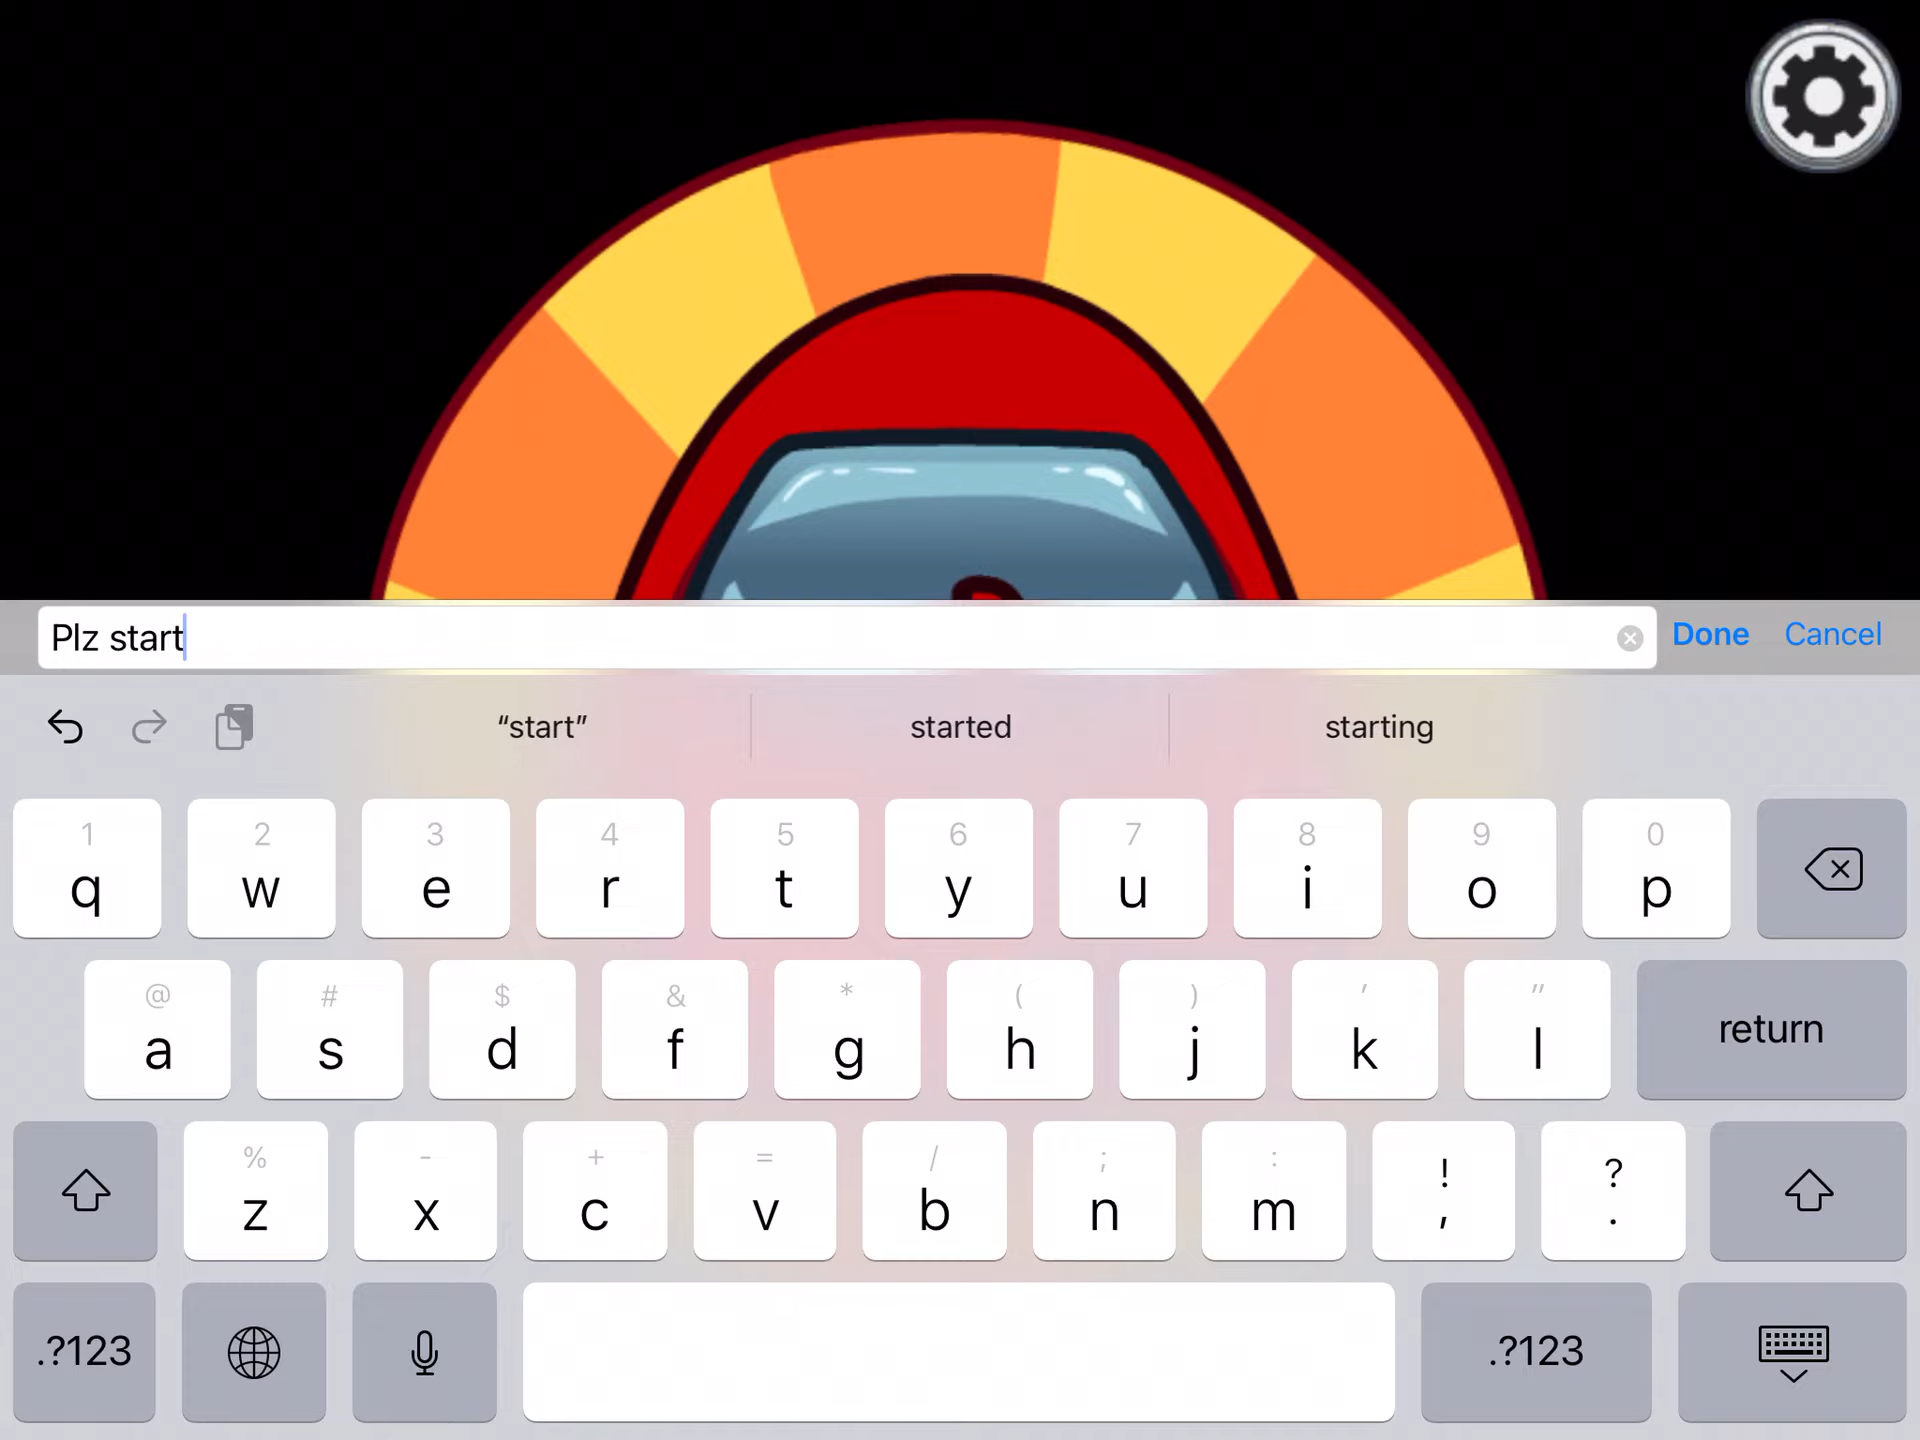 Plz start
Done
Cancel
“start”
started
starting
1 2 3 4 5 6 7 8 9 0
q w e r t y u i o p
@ # $ & * ( ) ' "
a s d f g h j k l
return
% - + = / ; : ! ?
z x c v b n m , .
.?123
.?123